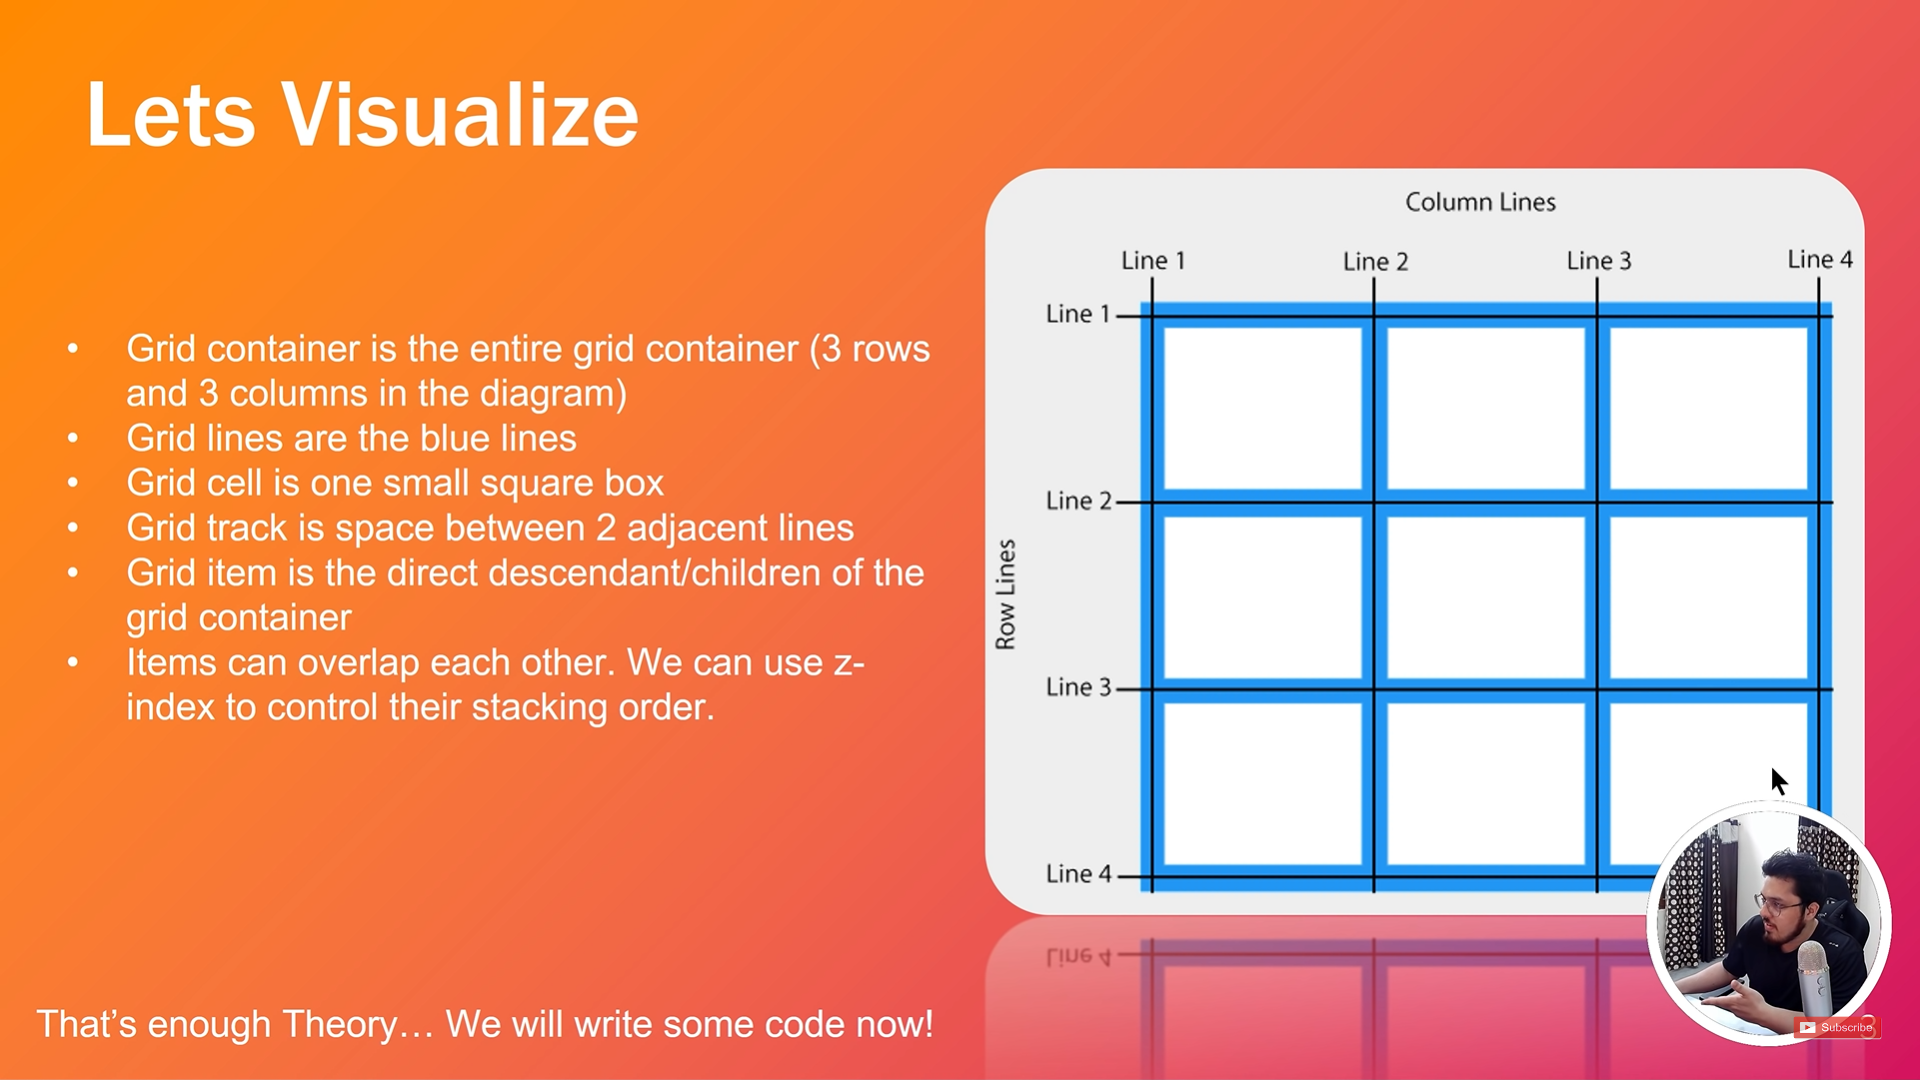 Lets Visualize
• Grid container is the entire grid container (3 rows
and 3 columns in the diagram)
• Grid lines are the blue lines
• Grid cell is one small square box
• Grid track is space between 2 adjacent lines
• Grid item is the direct descendant/children of the
grid container
• Items can overlap each other. We can use z-
index to control their stacking order.
That’s enough Theory… We will write some code now!
Column Lines
Line 1 Line 2 Line 3 Line 4
Line 1
Line 2
Row Lines
Line 3
Line 4
Line 4
Subscribe
3